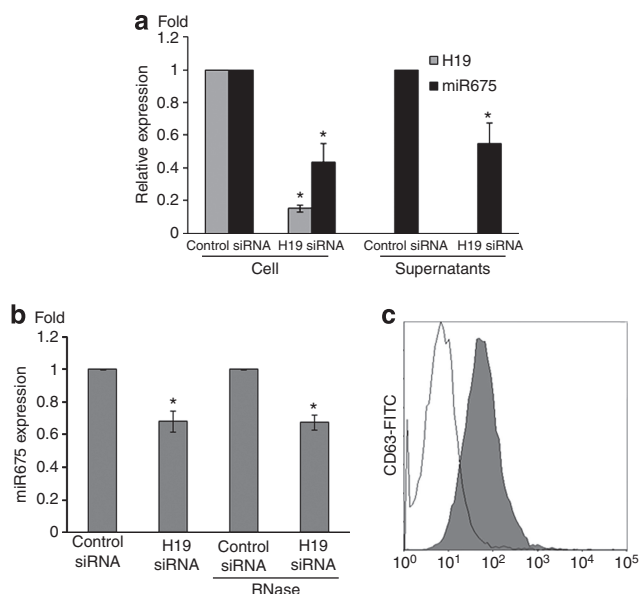 a Fold
1.2
1
0.8
0.6
0.4
0.2
0
Relative expression
H19
miR675
*
*
*
Control siRNA H19 siRNA Control siRNA H19 siRNA
Cell Supernatants
b Fold
1.2
1
0.8
0.6
0.4
0.2
0
miR675 expression
*
*
Control siRNA
H19 siRNA
Control siRNA
H19 siRNA
RNase
c
CD63-FITC
10⁰ 10¹ 10² 10³ 10⁴ 10⁵